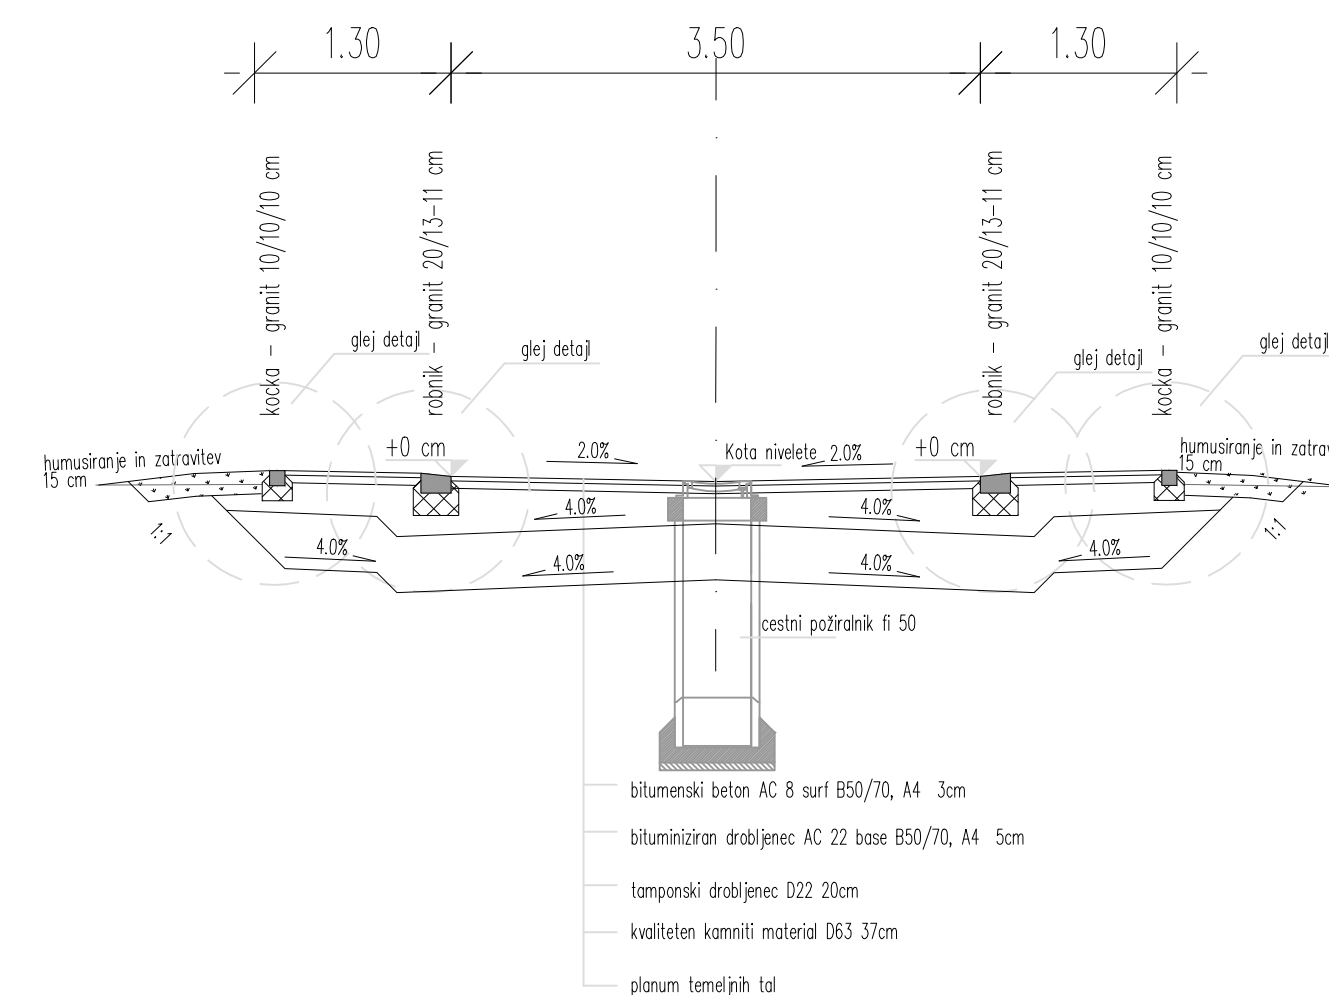 1.30
3.50
1.30
kocka - granit 10/10/10 cm
robnik - granit 20/13-11 cm
robnik - granit 20/13-11 cm
kocka - granit 10/10/10 cm
glej detajl
glej detajl
glej detajl
glej detajl
humusiranje in zatravitev
15 cm
+0 cm
2.0%
Kota nivelete
2.0%
+0 cm
humusiranje in zatrav
15 cm
1:1
4.0%
4.0%
1:1
4.0%
4.0%
4.0%
4.0%
cestni požiralnik fi 50
bitumenski beton AC 8 surf B50/70, A4 3cm
bituminiziran drobljenec AC 22 base B50/70, A4 5cm
tamponski drobljenec D22 20cm
kvaliteten kamniti material D63 37cm
planum temeljnih tal